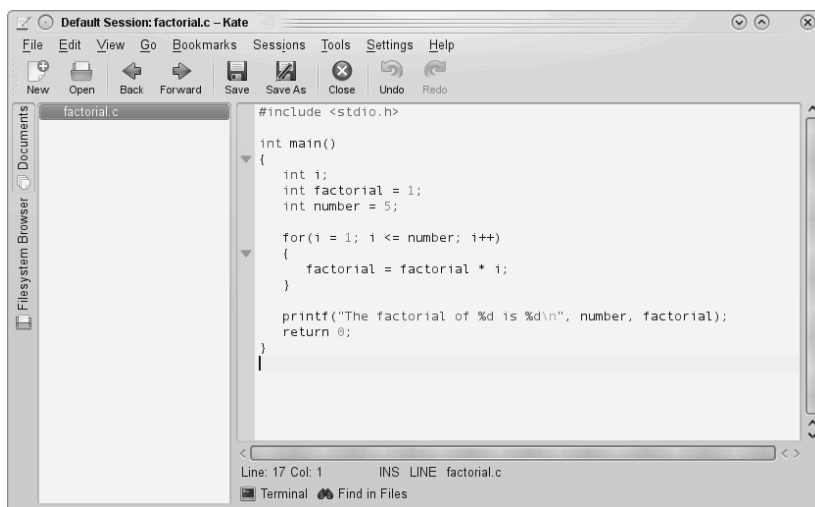 Default Session: factorial.c – Kate
File Edit View Go Bookmarks Sessions Tools Settings Help
New Open Back Forward Save Save As Close Undo Redo
Documents
Filesystem Browser
factorial.c
#include <stdio.h>
int main()
{
int i;
int factorial = 1;
int number = 5;
for(i = 1; i <= number; i++)
{
factorial = factorial * i;
}
printf("The factorial of %d is %d\n", number, factorial);
return 0;
}
Line: 17 Col: 1 INS LINE factorial.c
Terminal Find in Files